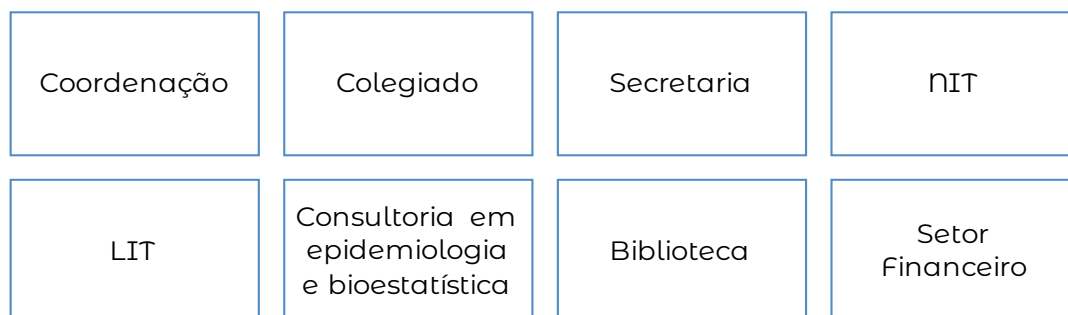 Coordenação
Colegiado
Secretaria
NIT
LIT
Consultoria em
epidemiologia
e bioestatística
Biblioteca
Setor
Financeiro